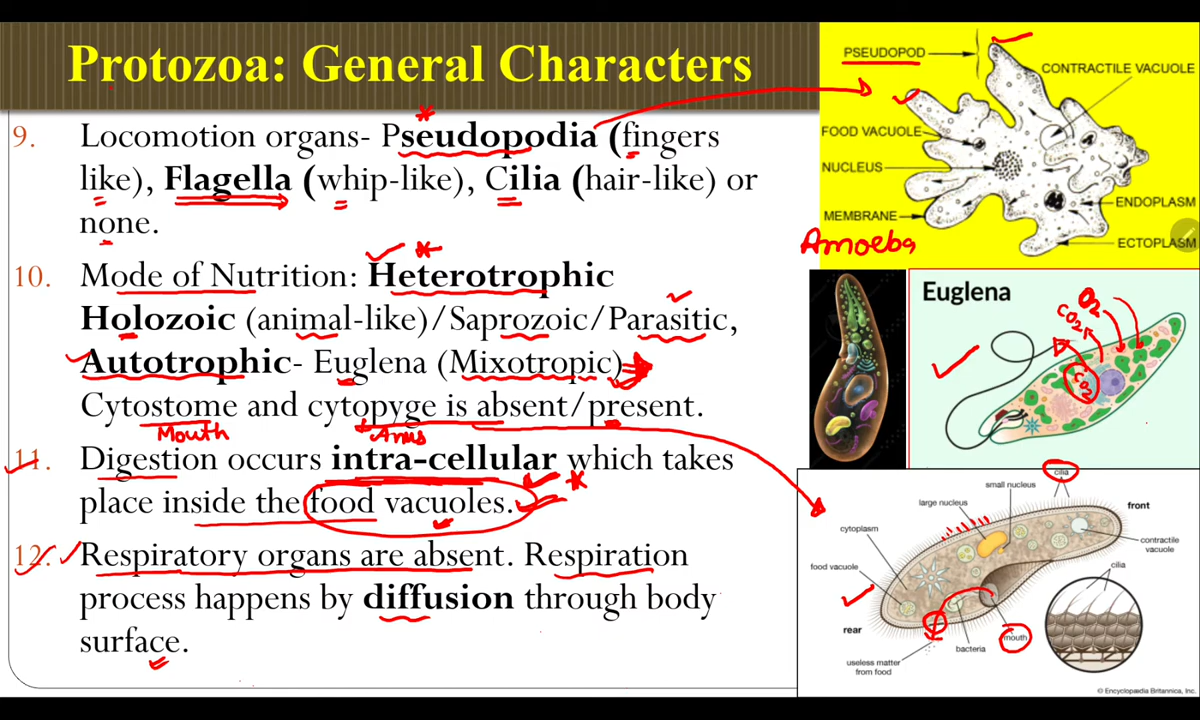 Protozoa: General Characters
9. Locomotion organs- Pseudopodia (fingers
like), Flagella (whip-like), Cilia (hair-like) or
none.
10. Mode of Nutrition: Heterotrophic
Holozoic (animal-like)/Saprozoic/Parasitic,
Autotrophic- Euglena (Mixotropic)
Cytostome and cytopyge is absent/present.
Mouth
Anus
11. Digestion occurs intra-cellular which takes
place inside the food vacuoles.
12. Respiratory organs are absent. Respiration
process happens by diffusion through body
surface.
PSEUDOPOD
CONTRACTILE VACUOLE
FOOD VACUOLE
NUCLEUS
MEMBRANE
ENDOPLASM
ECTOPLASM
Amoeba
Euglena
O2
CO2
CO2
cilia
small nucleus
large nucleus
front
cytoplasm
contractile
vacuole
food vacuole
cilia
rear
mouth
bacteria
useless matter
from food
© Encyclopædia Britannica, Inc.